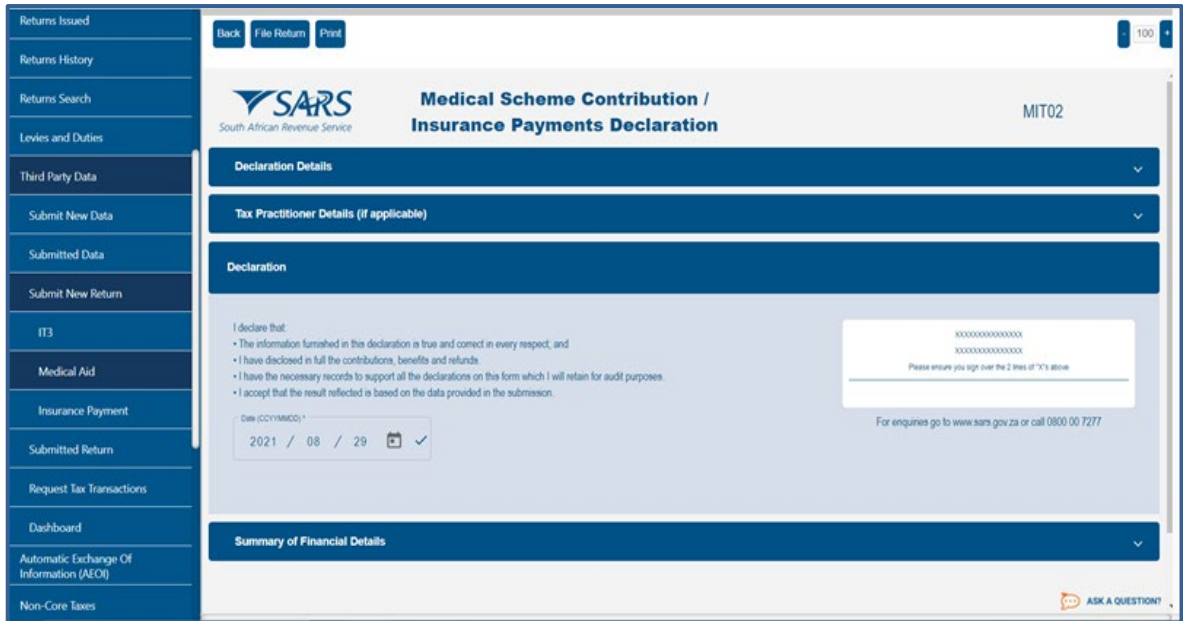 Returns Issued
Returns History
Returns Search
Levies and Duties
Third Party Data
Submit New Data
Submitted Data
Submit New Return
IT3
Medical Aid
Insurance Payment
Submitted Return
Request Tax Transactions
Dashboard
Automatic Exchange Of
Information (AEOI)
Non-Core Taxes
Back File Return Print
- 100 +
SARS
South African Revenue Service
Medical Scheme Contribution /
Insurance Payments Declaration
MIT02
Declaration Details
Tax Practitioner Details (if applicable)
Declaration
I declare that:
• The information furnished in this declaration is true and correct in every respect; and
• I have disclosed in full the contributions, benefits and refunds.
• I have the necessary records to support all the declarations on this form which I will retain for audit purposes.
• I accept that the result reflected is based on the data provided in the submission.
Date (CCYYMMDD) *
2021 / 08 / 29
XXXXXXXXXXXXXXX
XXXXXXXXXXXXXXX
Please ensure you sign over the 2 lines of "X"s above
For enquiries go to www.sars.gov.za or call 0800 00 7277
Summary of Financial Details
ASK A QUESTION?